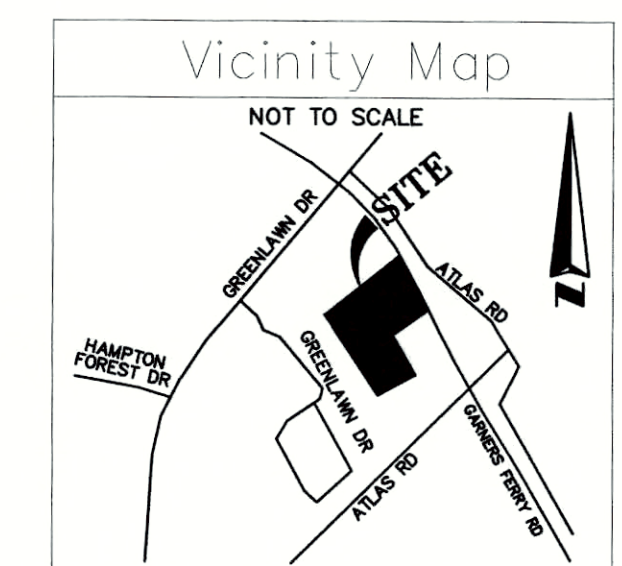 Vicinity Map
NOT TO SCALE
SITE
GREENLAWN DR
ATLAS RD
HAMPTON
FOREST DR
GREENLAWN DR
ATLAS RD
GARNERS FERRY RD
N